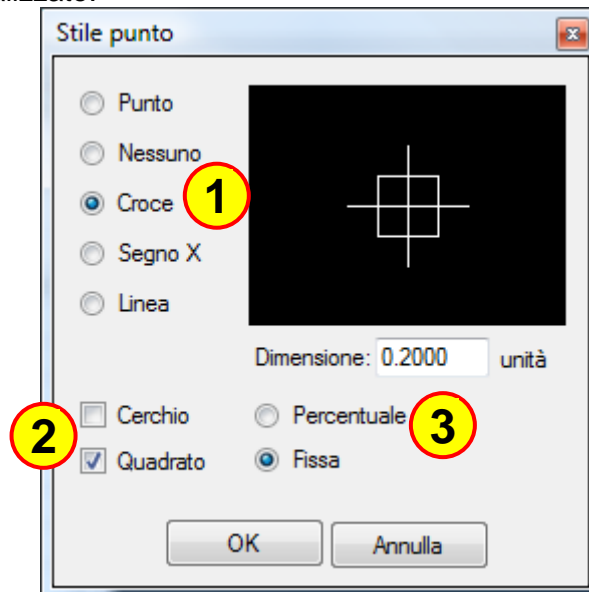 Stile punto
Punto
Nessuno
Croce
1
Segno X
Linea
Dimensione: 0.2000 unità
2
Cerchio
Percentuale
3
Quadrato
Fissa
OK
Annulla